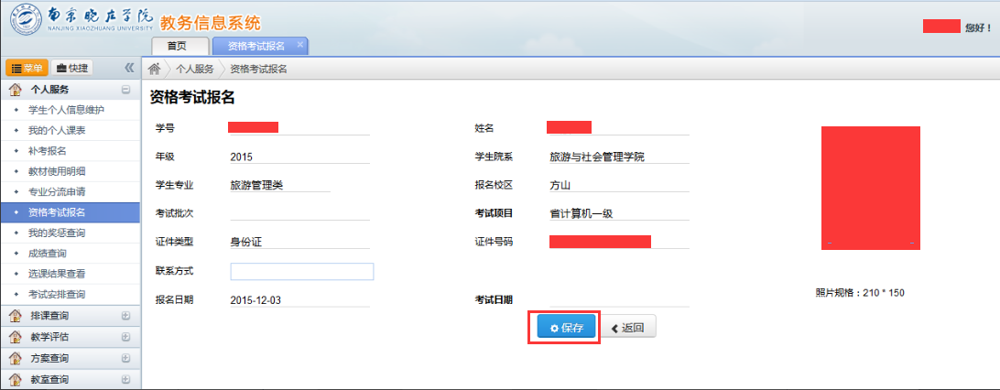 南京晓庄学院
NANJING XIAOZHUANG UNIVERSITY
教务信息系统
您好！
首页 资格考试报名
菜单 快捷
个人服务 资格考试报名
个人服务
学生个人信息维护
我的个人课表
补考报名
教材使用明细
专业分流申请
资格考试报名
我的奖惩查询
成绩查询
选课结果查看
考试安排查询
排课查询
教学评估
方案查询
教室查询
资格考试报名
学号 姓名
年级 2015 学生院系 旅游与社会管理学院
学生专业 旅游管理类 报名校区 方山
考试批次 考试项目 省计算机一级
证件类型 身份证 证件号码
联系方式
报名日期 2015-12-03 考试日期
照片规格：210 * 150
保存 返回